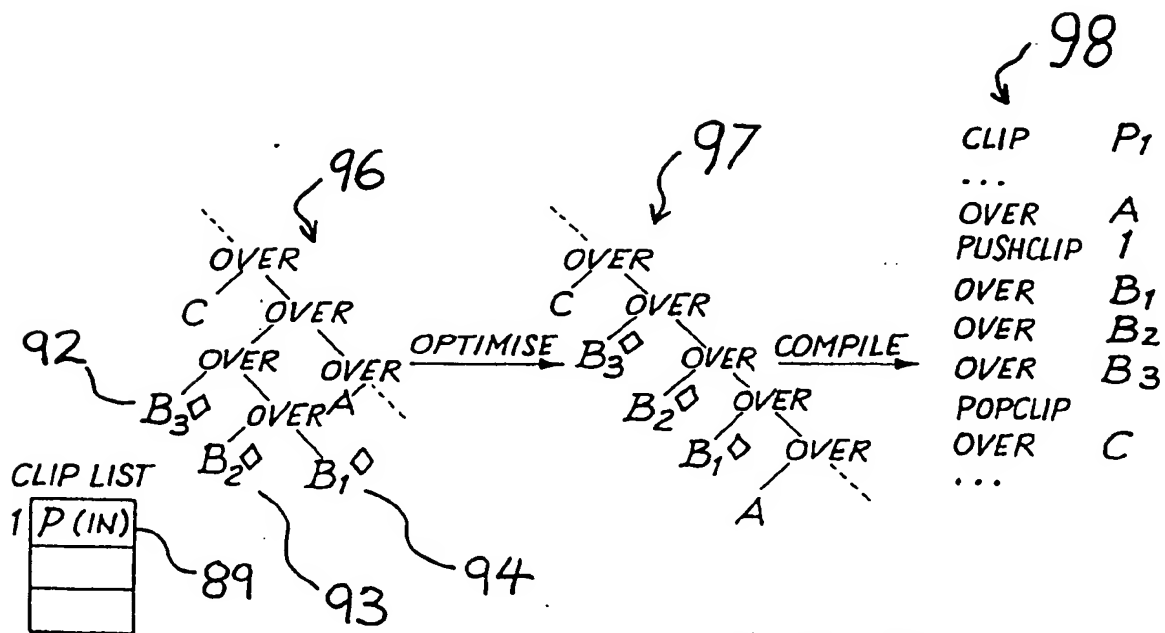 98
CLIP P₁
...
OVER A
PUSHCLIP 1
OVER B₁
OVER B₂
OVER B₃
POPCLIP
OVER C
...
96
OVER
C OVER
92 OVER OVER
B₃◇ OVER A
B₂◇ B₁◇
93
94
CLIP LIST
1 P (IN)
89
OPTIMISE
97
OVER
C OVER
B₃◇ OVER
B₂◇ OVER
B₁◇ OVER
A
COMPILE